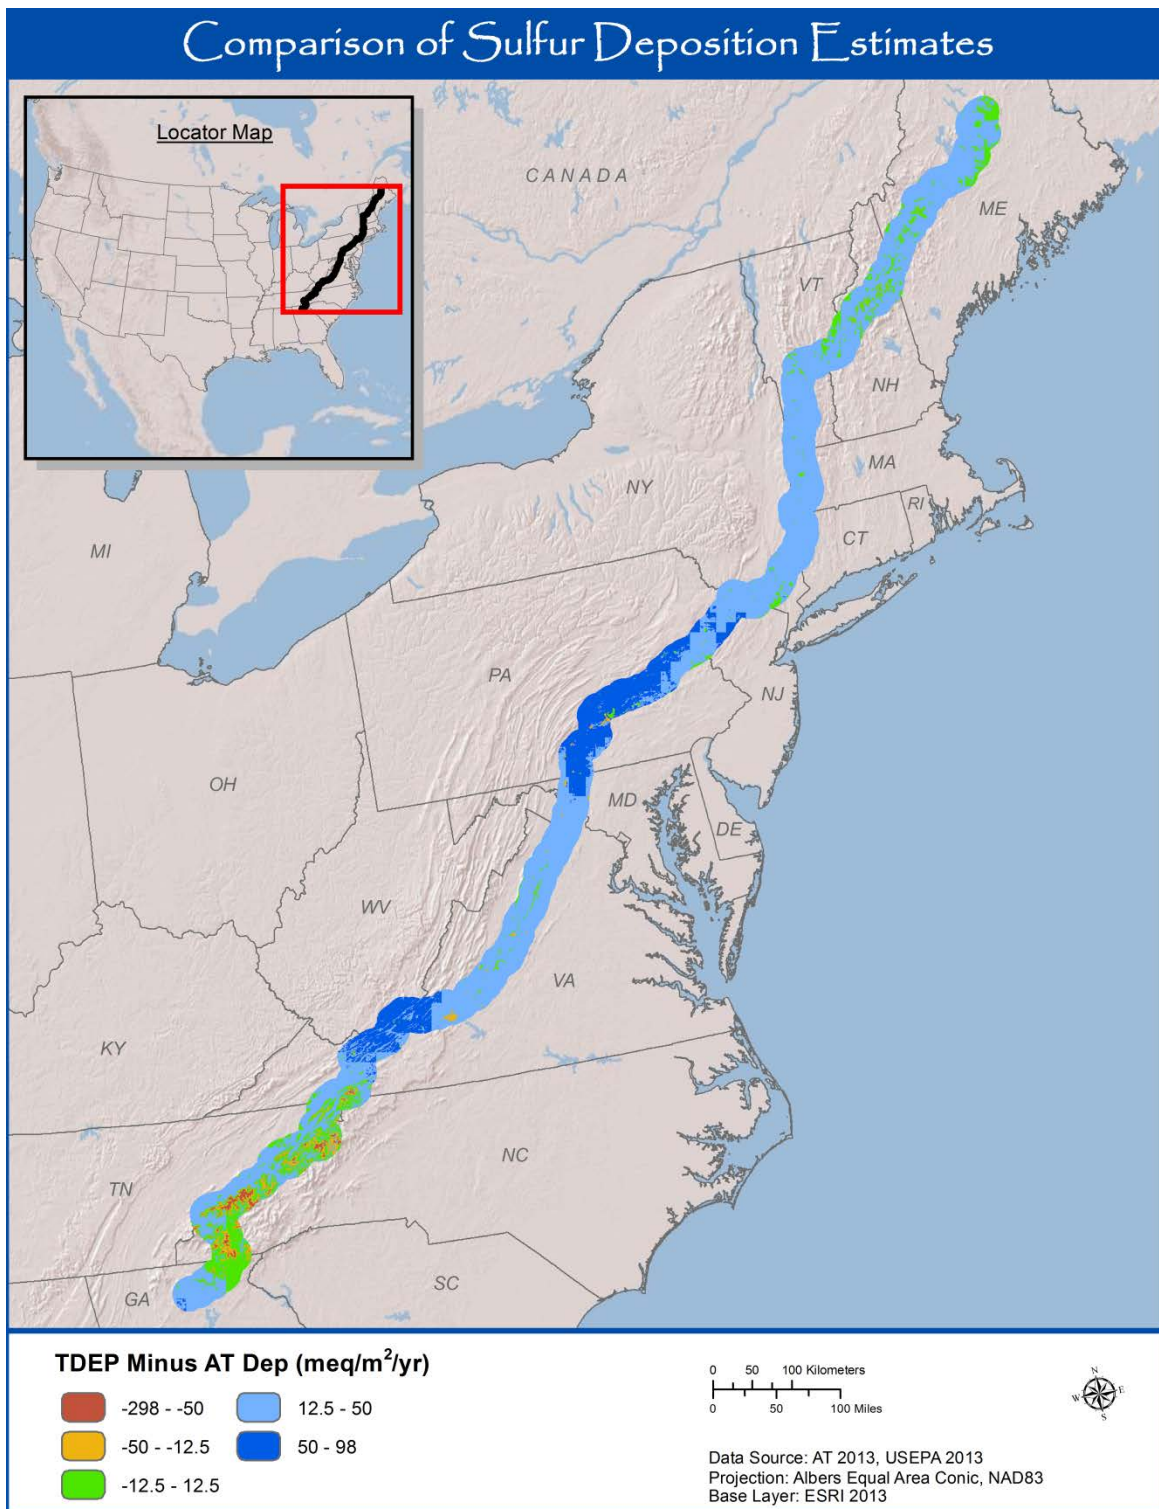 Comparison of Sulfur Deposition Estimates
Locator Map
CANADA
ME
VT
NH
MA
NY
RI
CT
MI
PA
NJ
OH
MD
DE
WV
VA
KY
NC
TN
SC
GA
TDEP Minus AT Dep (meq/m²/yr)
-298 - -50
12.5 - 50
-50 - -12.5
50 - 98
-12.5 - 12.5
0 50 100 Kilometers
0 50 100 Miles
N
W E
S
Data Source: AT 2013, USEPA 2013
Projection: Albers Equal Area Conic, NAD83
Base Layer: ESRI 2013